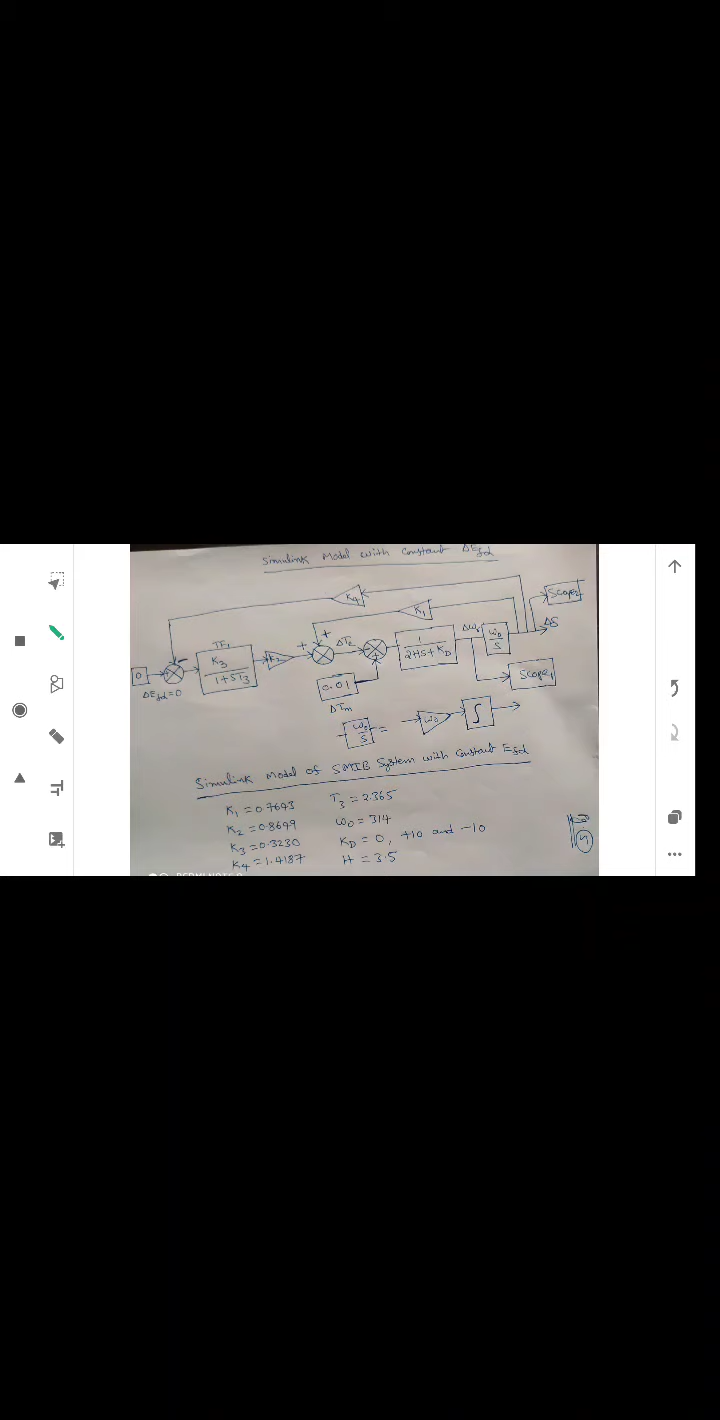 Simulink Model with Constant ΔEfd
K4
K1
Scope2
TF1
K3
1+ST3
K2
+
+
ΔTe
1
2HS+KD
Δωr
ω0
S
Δδ
0
ΔEfd=0
0.01
ΔTm
Scope1
ω0
S
=
ω0
∫
Simulink Model of SMIB System with Constant Efd
K1 = 0.7643 T3 = 2.365
K2 = 0.8649 ω0 = 314
K3 = 0.3230 KD = 0, +10 and -10
K4 = 1.4187 H = 3.5